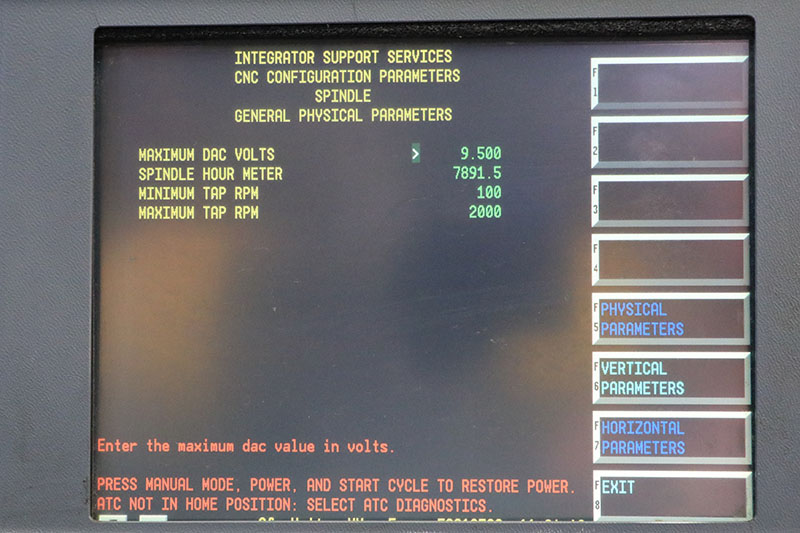 INTEGRATOR SUPPORT SERVICES
CNC CONFIGURATION PARAMETERS
SPINDLE
GENERAL PHYSICAL PARAMETERS
MAXIMUM DAC VOLTS > 9.500
SPINDLE HOUR METER 7891.5
MINIMUM TAP RPM 100
MAXIMUM TAP RPM 2000
Enter the maximum dac value in volts.
PRESS MANUAL MODE, POWER, AND START CYCLE TO RESTORE POWER.
ATC NOT IN HOME POSITION: SELECT ATC DIAGNOSTICS.
F1
F2
F3
F4
F5 PHYSICAL
PARAMETERS
F6 VERTICAL
PARAMETERS
F7 HORIZONTAL
PARAMETERS
F8 EXIT